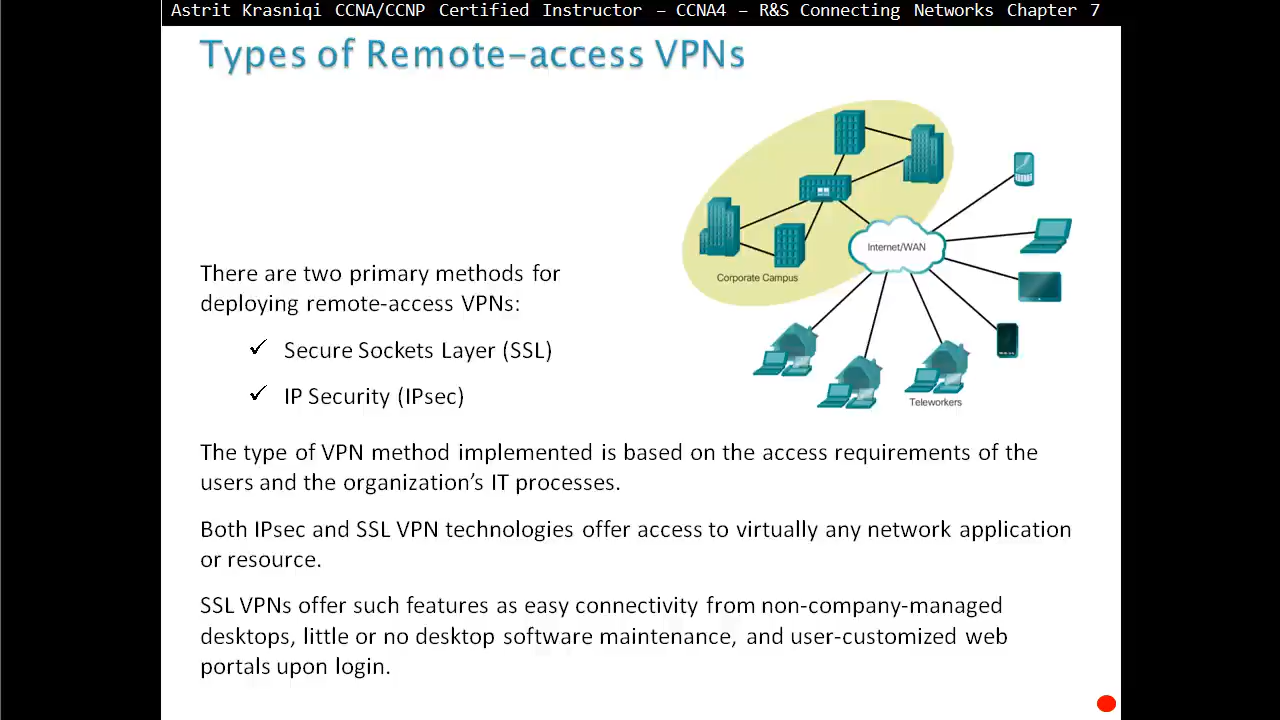 Astrit Krasniqi CCNA/CCNP Certified Instructor – CCNA4 – R&S Connecting Networks Chapter 7
Types of Remote-access VPNs
There are two primary methods for
deploying remote-access VPNs:
✓ Secure Sockets Layer (SSL)
✓ IP Security (IPsec)
Internet/WAN
Corporate Campus
Teleworkers
The type of VPN method implemented is based on the access requirements of the
users and the organization’s IT processes.
Both IPsec and SSL VPN technologies offer access to virtually any network application
or resource.
SSL VPNs offer such features as easy connectivity from non-company-managed
desktops, little or no desktop software maintenance, and user-customized web
portals upon login.